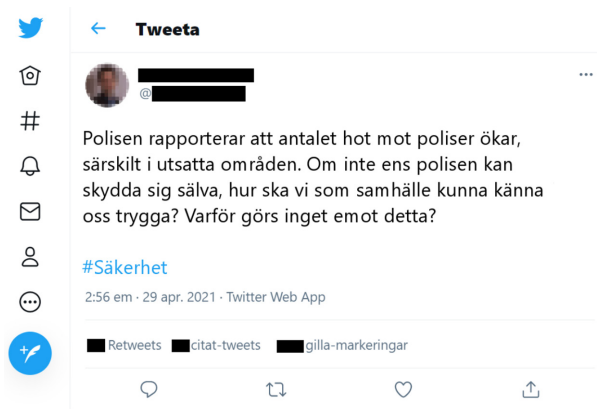 Tweeta
@
Polisen rapporterar att antalet hot mot poliser ökar,
särskilt i utsatta områden. Om inte ens polisen kan
skydda sig sälva, hur ska vi som samhälle kunna känna
oss trygga? Varför görs inget emot detta?
#Säkerhet
2:56 em · 29 apr. 2021 · Twitter Web App
Retweets citat-tweets gilla-markeringar